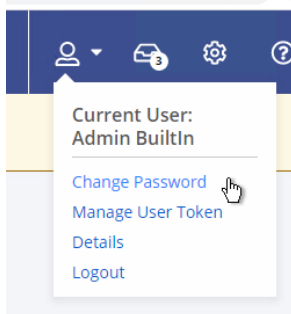 3
?
Current User:
Admin BuiltIn
Change Password
Manage User Token
Details
Logout